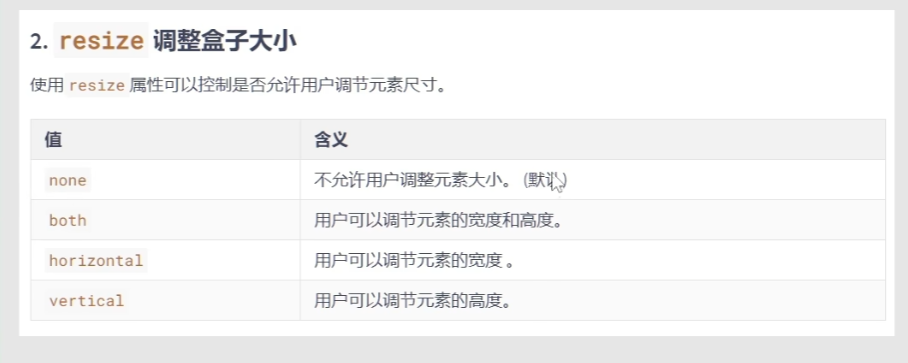 2. resize 调整盒子大小
使用 resize 属性可以控制是否允许用户调节元素尺寸。
值 含义
none 不允许用户调整元素大小。 (默认)
both 用户可以调节元素的宽度和高度。
horizontal 用户可以调节元素的宽度 。
vertical 用户可以调节元素的高度。